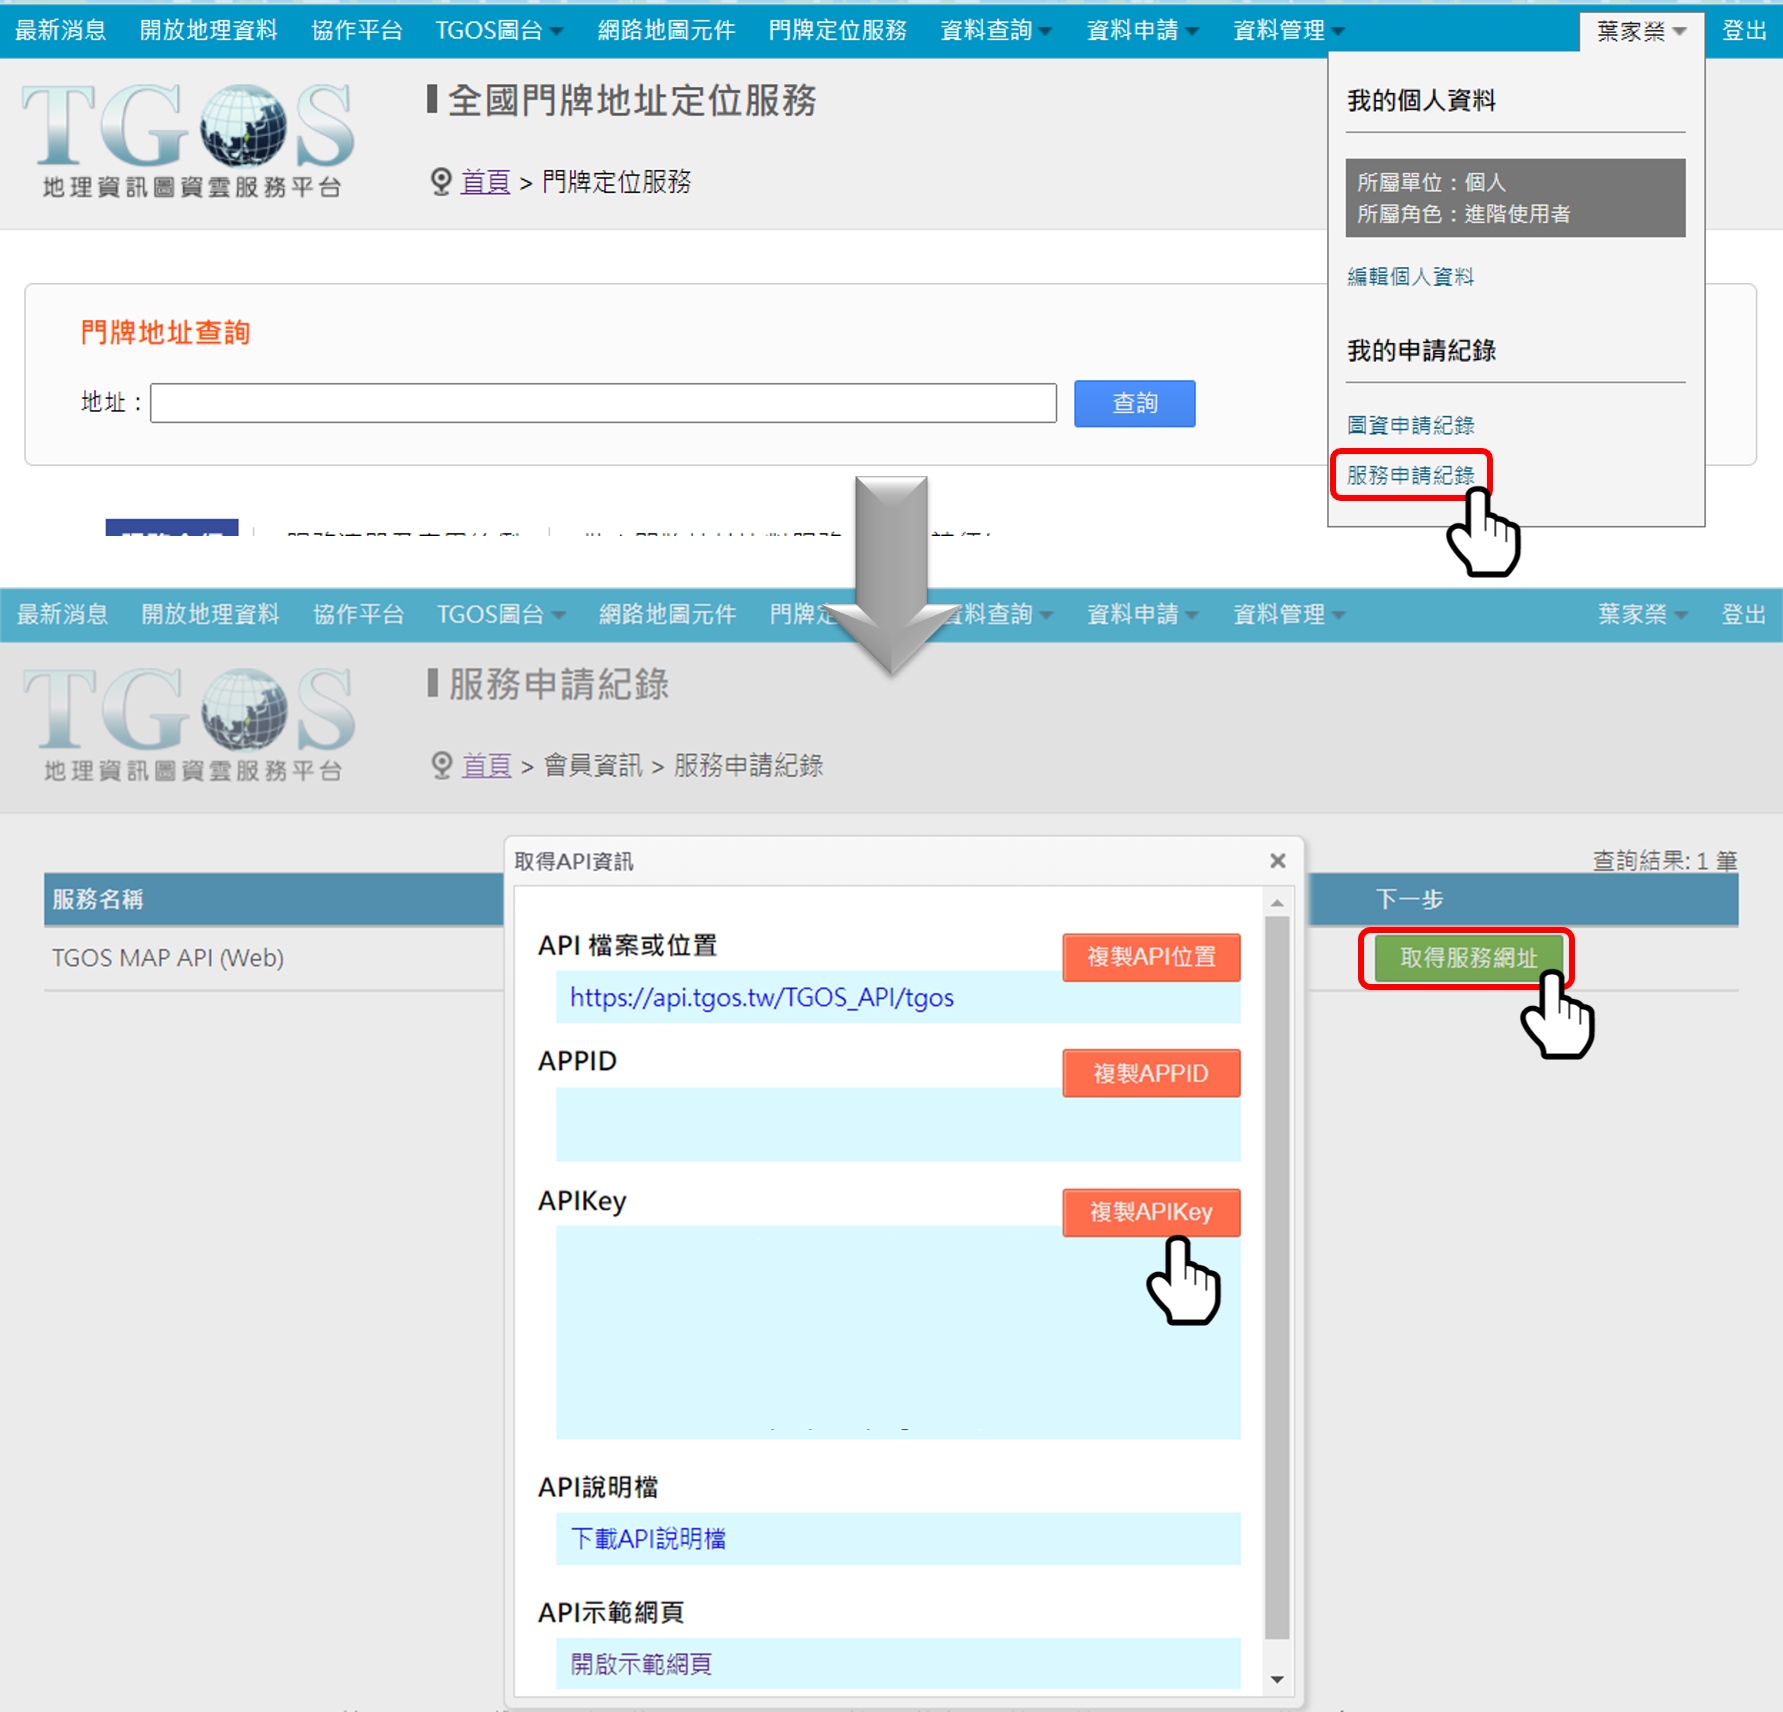 最新消息 開放地理資料 協作平台 TGOS圖台 網路地圖元件 門牌定位服務 資料查詢 資料申請 資料管理 葉家榮 登出
TGOS
地理資訊圖資雲服務平台
全國門牌地址定位服務
首頁 > 門牌定位服務
我的個人資料
所屬單位：個人
所屬角色：進階使用者
編輯個人資料
我的申請紀錄
圖資申請紀錄
服務申請紀錄
門牌地址查詢
地址： 查詢
最新消息 開放地理資料 協作平台 TGOS圖台 網路地圖元件 門牌定 資料查詢 資料申請 資料管理 葉家榮 登出
TGOS
地理資訊圖資雲服務平台
服務申請紀錄
首頁 > 會員資訊 > 服務申請紀錄
查詢結果: 1 筆
服務名稱 下一步
TGOS MAP API (Web) 取得服務網址
取得API資訊 ×
API 檔案或位置 複製API位置
https://api.tgos.tw/TGOS_API/tgos
APPID 複製APPID
APIKey 複製APIKey
API說明檔
下載API說明檔
API示範網頁
開啟示範網頁